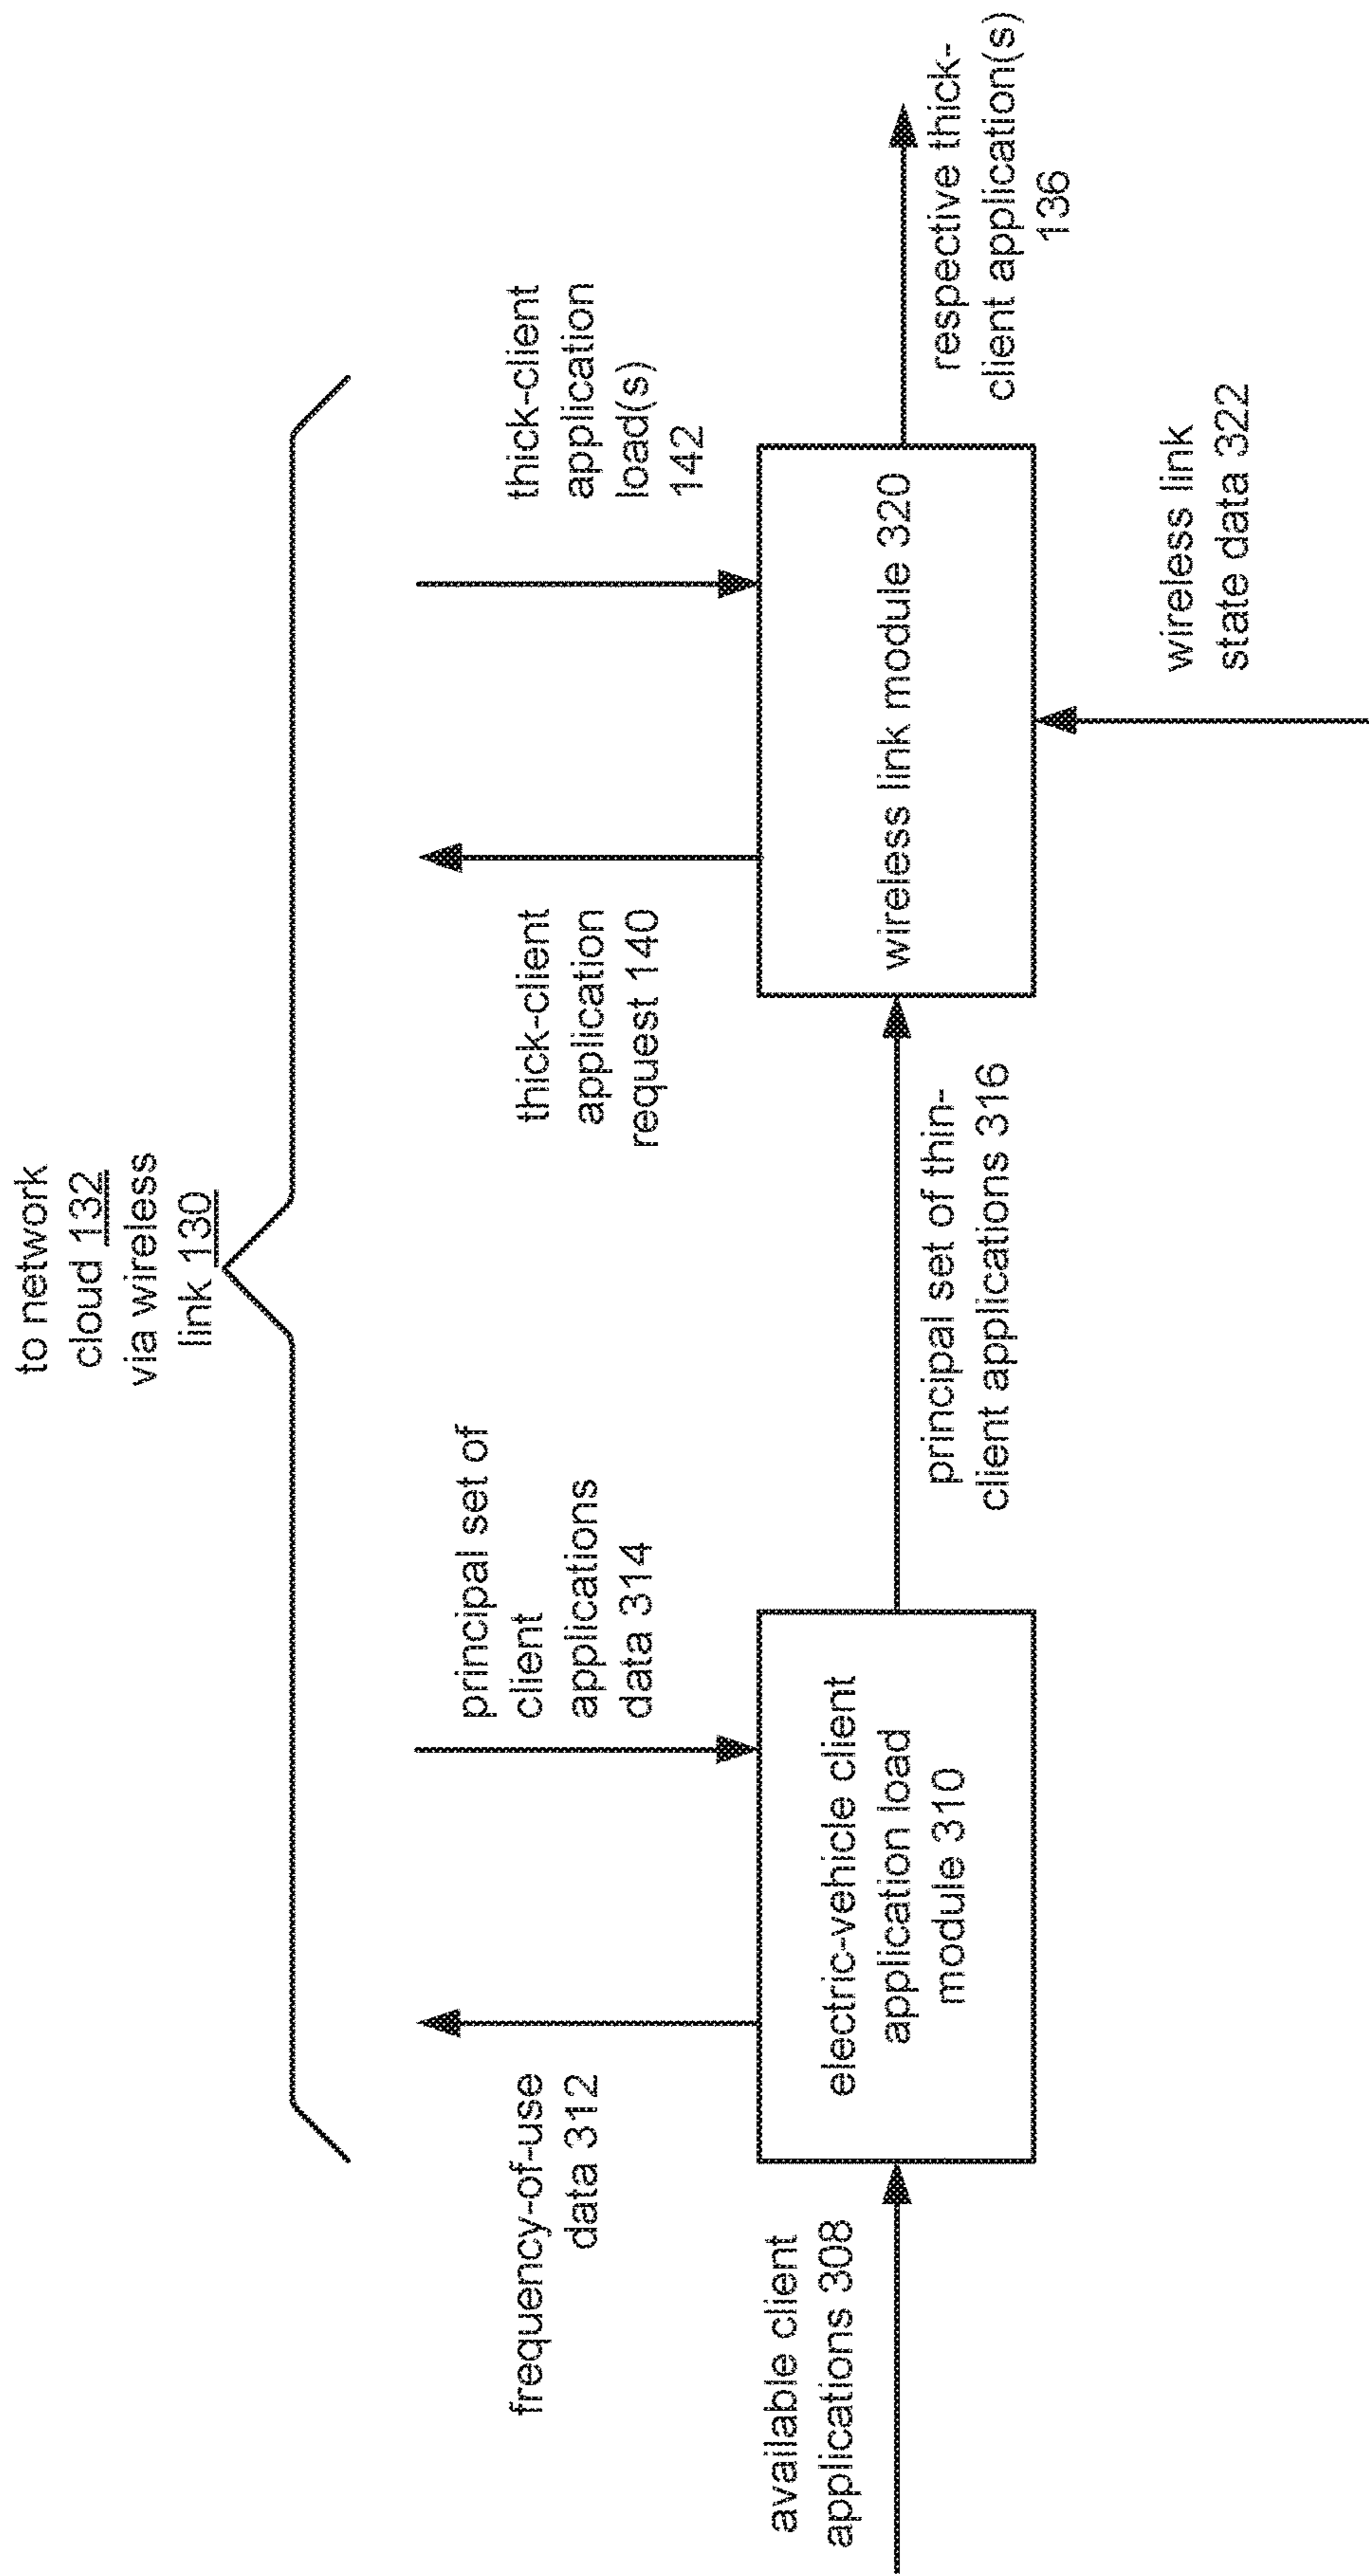 to network
cloud 132
via wireless
link 130
frequency-of-use
data 312
principal set of
client
applications
data 314
thick-client
application
request 140
thick-client
application
load(s)
142
available client
applications 308
electric-vehicle client
application load
module 310
principal set of thin-
client applications 316
wireless link module 320
respective thick-
client application(s)
136
wireless link
state data 322